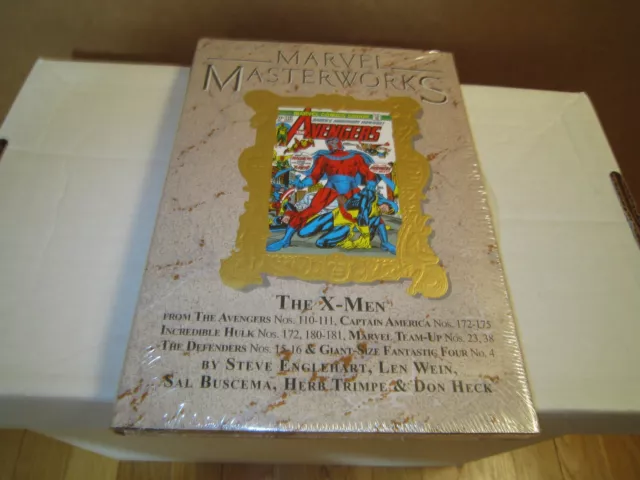 MARVEL
MASTERWORKS
AVENGERS
THE X-MEN
FROM THE AVENGERS NOS. 110-111, CAPTAIN AMERICA NOS. 172-175
INCREDIBLE HULK NOS. 172, 180-181, MARVEL TEAM-UP NOS. 23, 38
THE DEFENDERS NOS. 15-16 & GIANT-SIZE FANTASTIC FOUR NO. 4
BY STEVE ENGLEHART, LEN WEIN,
SAL BUSCEMA, HERB TRIMPE & DON HECK